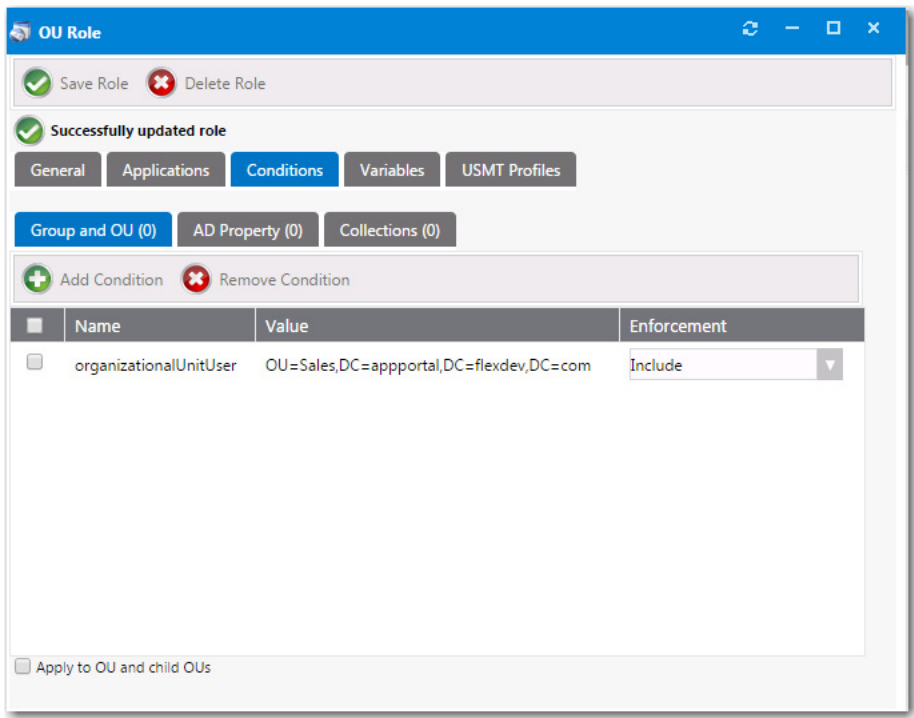 OU Role
Save Role Delete Role
Successfully updated role
General Applications Conditions Variables USMT Profiles
Group and OU (0) AD Property (0) Collections (0)
Add Condition Remove Condition
Name Value Enforcement
organizationalUnitUser OU=Sales,DC=appportal,DC=flexdev,DC=com Include
Apply to OU and child OUs